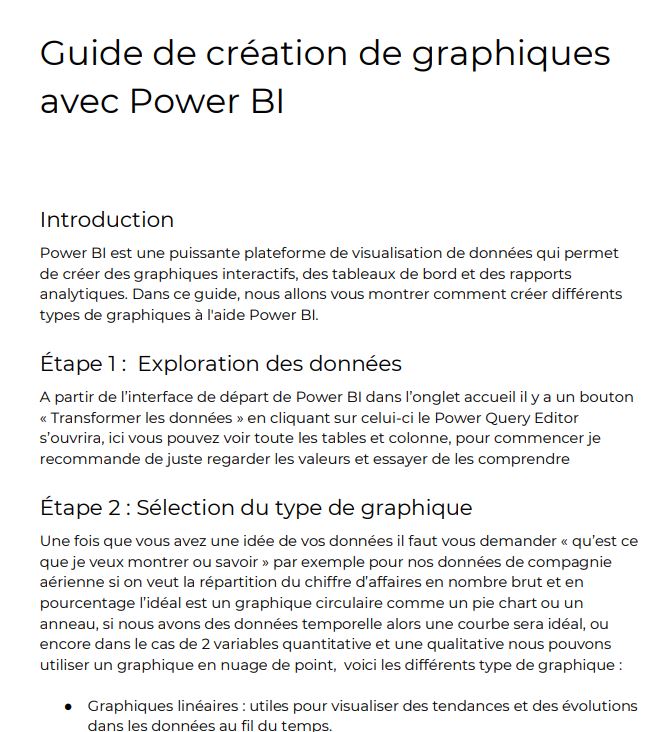 Guide de création de graphiques
avec Power BI
Introduction
Power BI est une puissante plateforme de visualisation de données qui permet
de créer des graphiques interactifs, des tableaux de bord et des rapports
analytiques. Dans ce guide, nous allons vous montrer comment créer différents
types de graphiques à l'aide Power BI.
Étape 1 :  Exploration des données
A partir de l’interface de départ de Power BI dans l’onglet accueil il y a un bouton
« Transformer les données » en cliquant sur celui-ci le Power Query Editor
s’ouvrira, ici vous pouvez voir toute les tables et colonne, pour commencer je
recommande de juste regarder les valeurs et essayer de les comprendre
Étape 2 : Sélection du type de graphique
Une fois que vous avez une idée de vos données il faut vous demander « qu’est ce
que je veux montrer ou savoir » par exemple pour nos données de compagnie
aérienne si on veut la répartition du chiffre d’affaires en nombre brut et en
pourcentage l’idéal est un graphique circulaire comme un pie chart ou un
anneau, si nous avons des données temporelle alors une courbe sera idéal, ou
encore dans le cas de 2 variables quantitative et une qualitative nous pouvons
utiliser un graphique en nuage de point,  voici les différents type de graphique :
● Graphiques linéaires : utiles pour visualiser des tendances et des évolutions
dans les données au fil du temps.